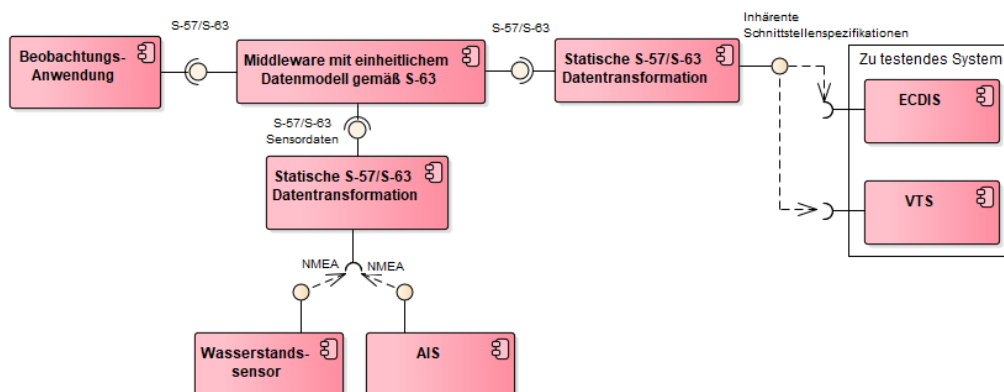 S-57/S-63
S-57/S-63
Inhärente
Schnittstellenspezifikationen
Beobachtungs-
Anwendung
Middleware mit einheitlichem
Datenmodell gemäß S-63
Statische S-57/S-63
Datentransformation
Zu testendes System
ECDIS
S-57/S-63
Sensordaten
Statische S-57/S-63
Datentransformation
VTS
NMEA
NMEA
Wasserstands-
sensor
AIS